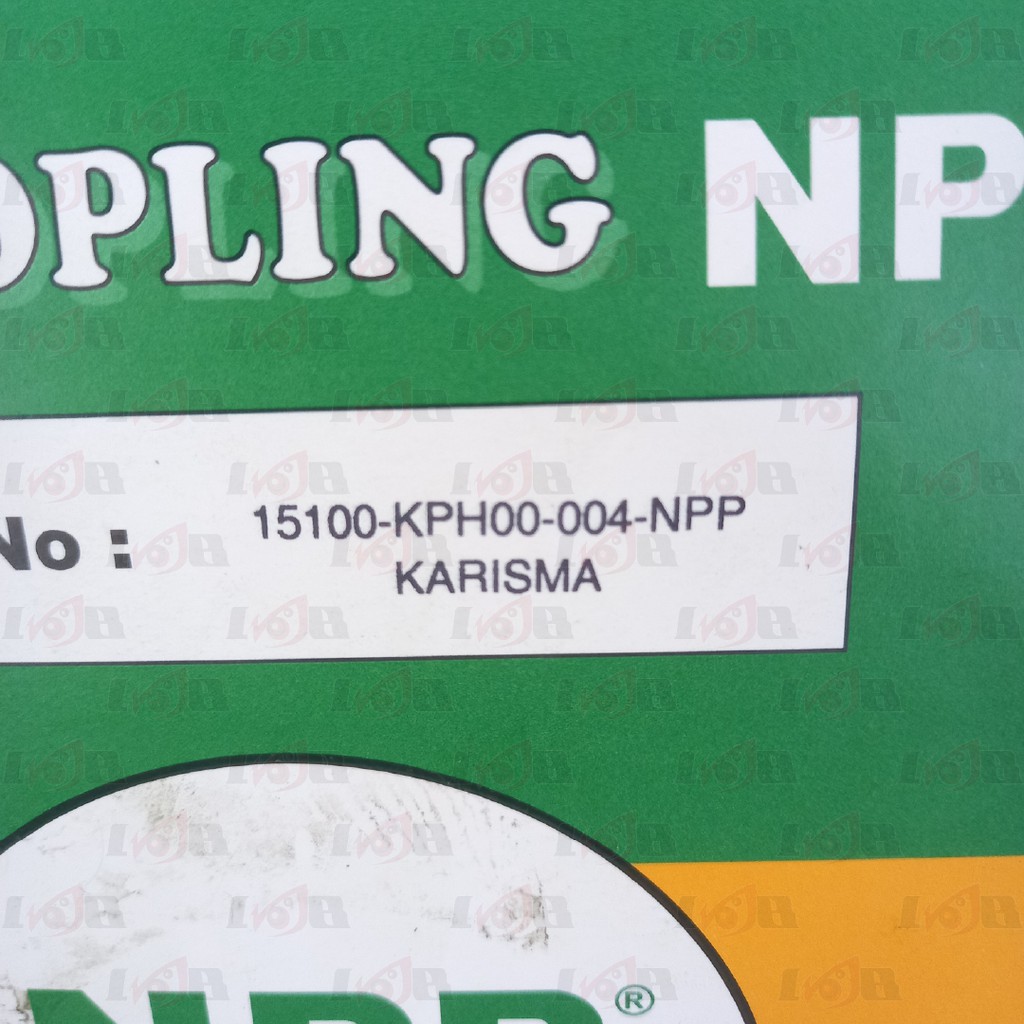 OPLING NP
No :
15100-KPH00-004-NPP
KARISMA
NPP®